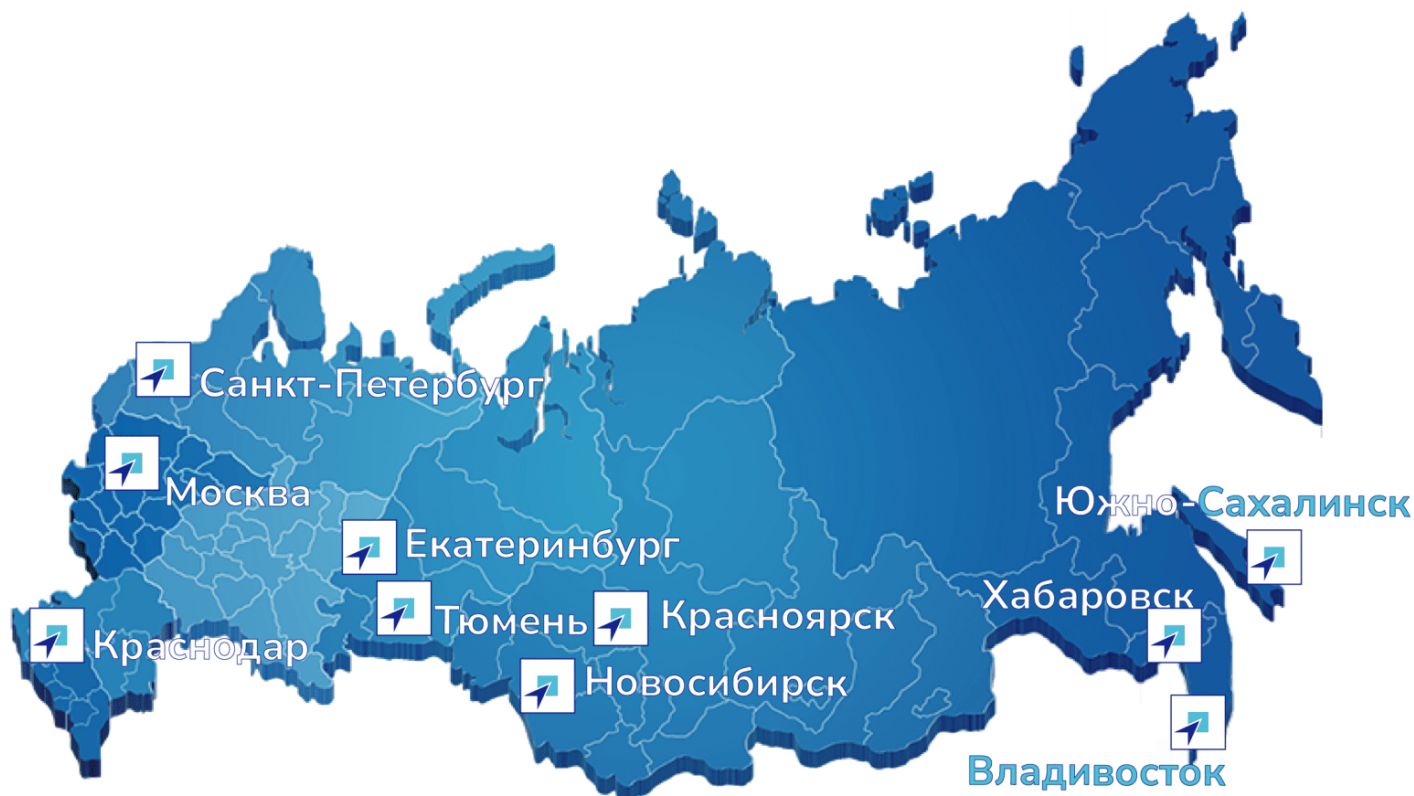 Санкт-Петербург
Москва
Южно-Сахалинск
Екатеринбург
Хабаровск
Тюмень
Красноярск
Краснодар
Новосибирск
Владивосток